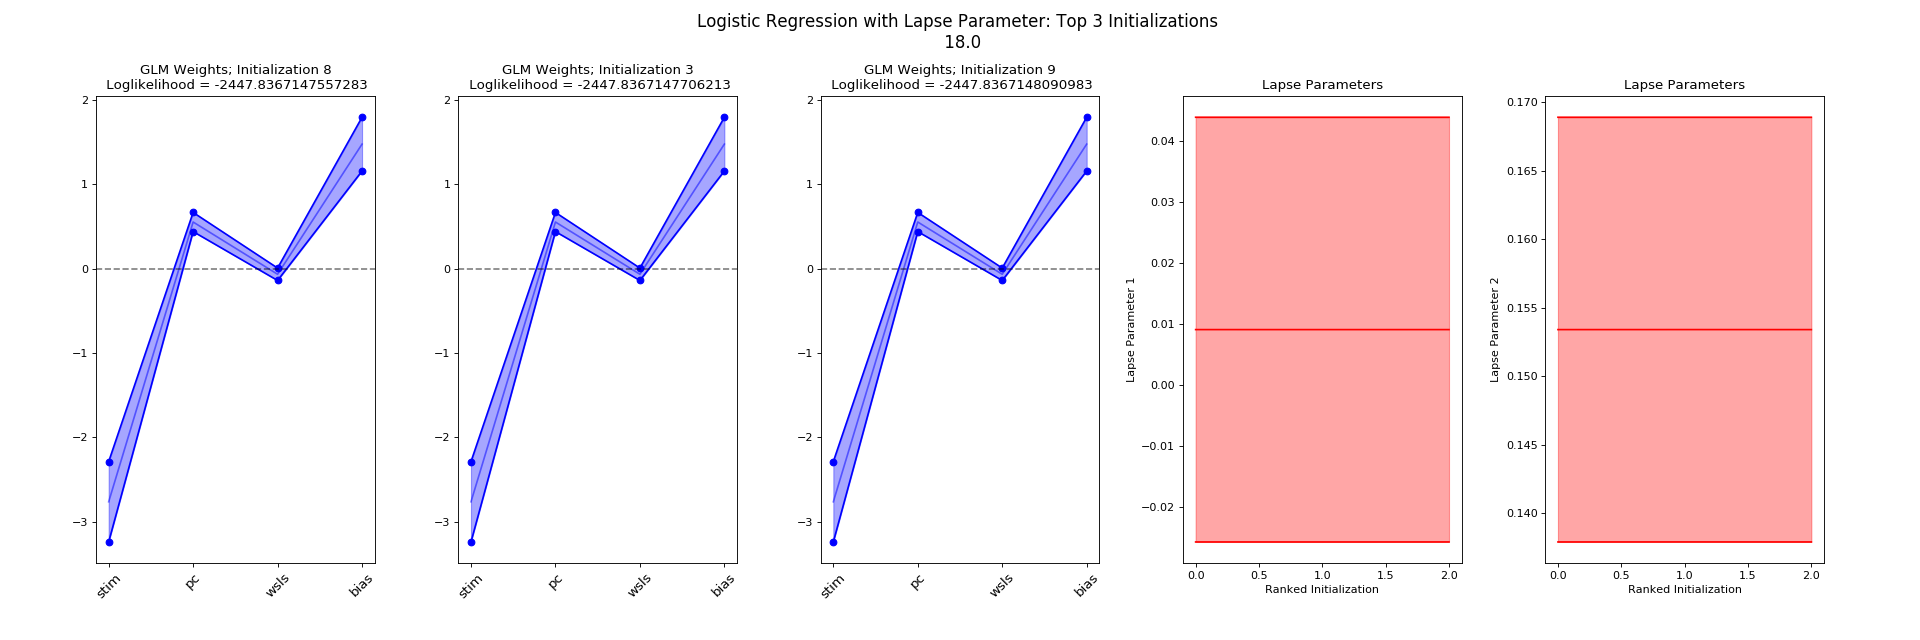 Logistic Regression with Lapse Parameter: Top 3 Initializations
18.0
GLM Weights; Initialization 8
Loglikelihood = -2447.8367147557283
2
1
0
−1
−2
−3
stim
pc
wsls
bias
GLM Weights; Initialization 3
Loglikelihood = -2447.8367147706213
2
1
0
−1
−2
−3
stim
pc
wsls
bias
GLM Weights; Initialization 9
Loglikelihood = -2447.8367148090983
2
1
0
−1
−2
−3
stim
pc
wsls
bias
Lapse Parameters
Lapse Parameter 1
0.04
0.03
0.02
0.01
0.00
−0.01
−0.02
0.0
0.5
1.0
1.5
2.0
Ranked Initialization
Lapse Parameters
Lapse Parameter 2
0.170
0.165
0.160
0.155
0.150
0.145
0.140
0.0
0.5
1.0
1.5
2.0
Ranked Initialization